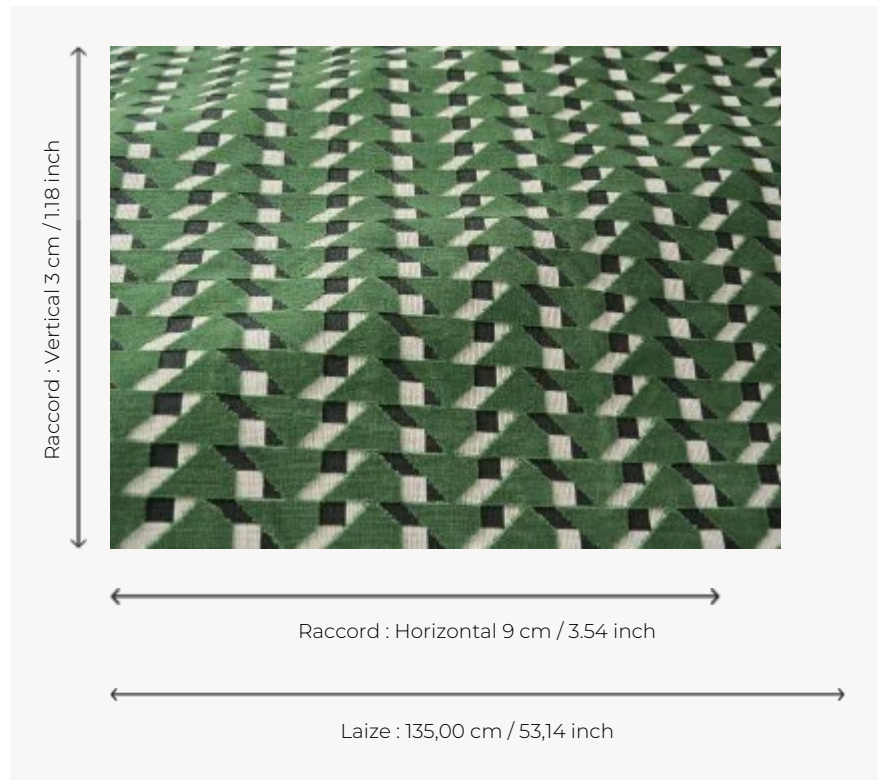 Raccord : Vertical 3 cm / 1.18 inch
Raccord : Horizontal 9 cm / 3.54 inch
Laize : 135,00 cm / 53,14 inch